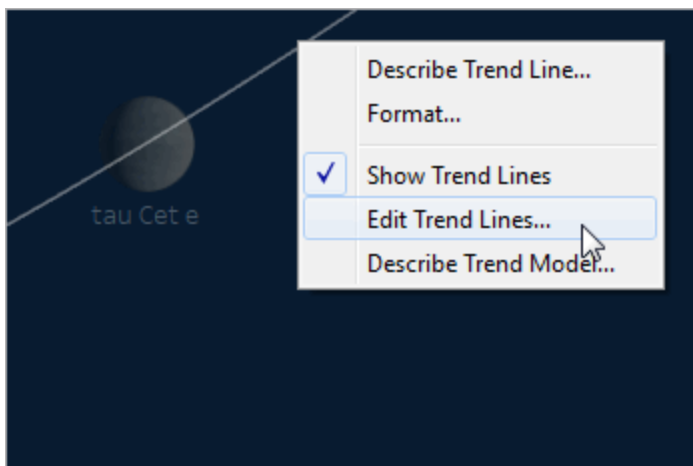 Describe Trend Line...
Format...
Show Trend Lines
tau Cet e
Edit Trend Lines...
Describe Trend Model...